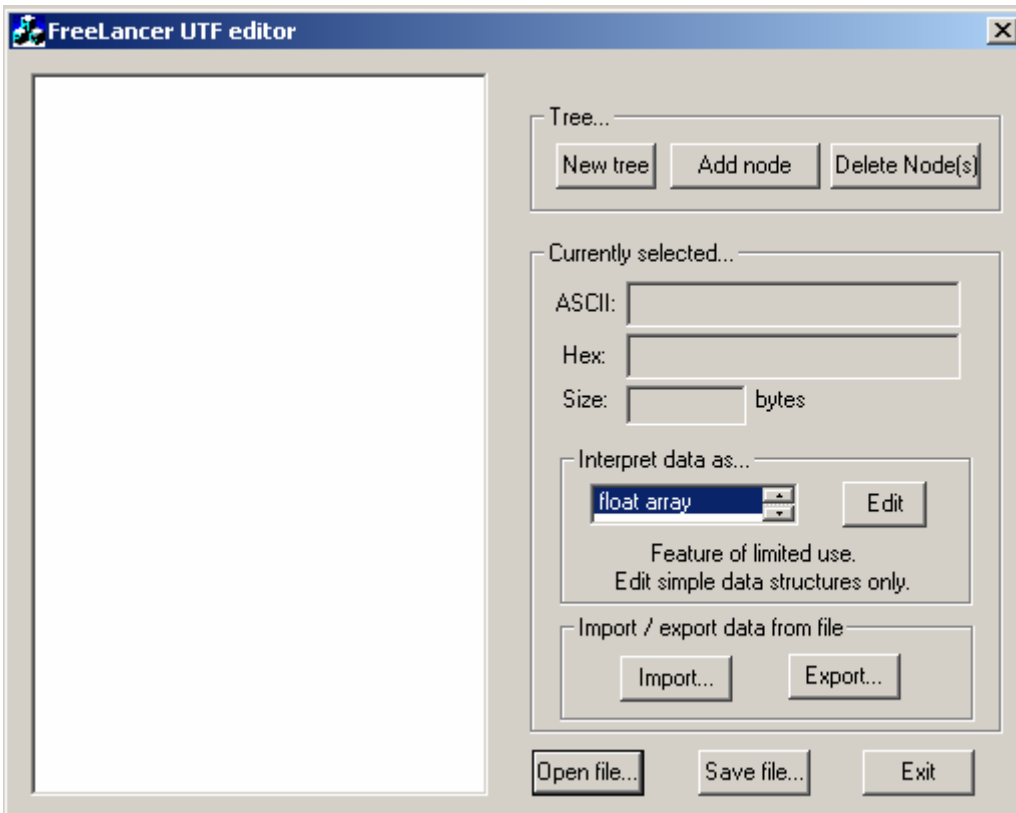 FreeLancer UTF editor
Tree...
New tree
Add node
Delete Node(s)
Currently selected...
ASCII:
Hex:
Size:
bytes
Interpret data as...
float array
Edit
Feature of limited use.
Edit simple data structures only.
Import / export data from file
Import...
Export...
Open file...
Save file...
Exit